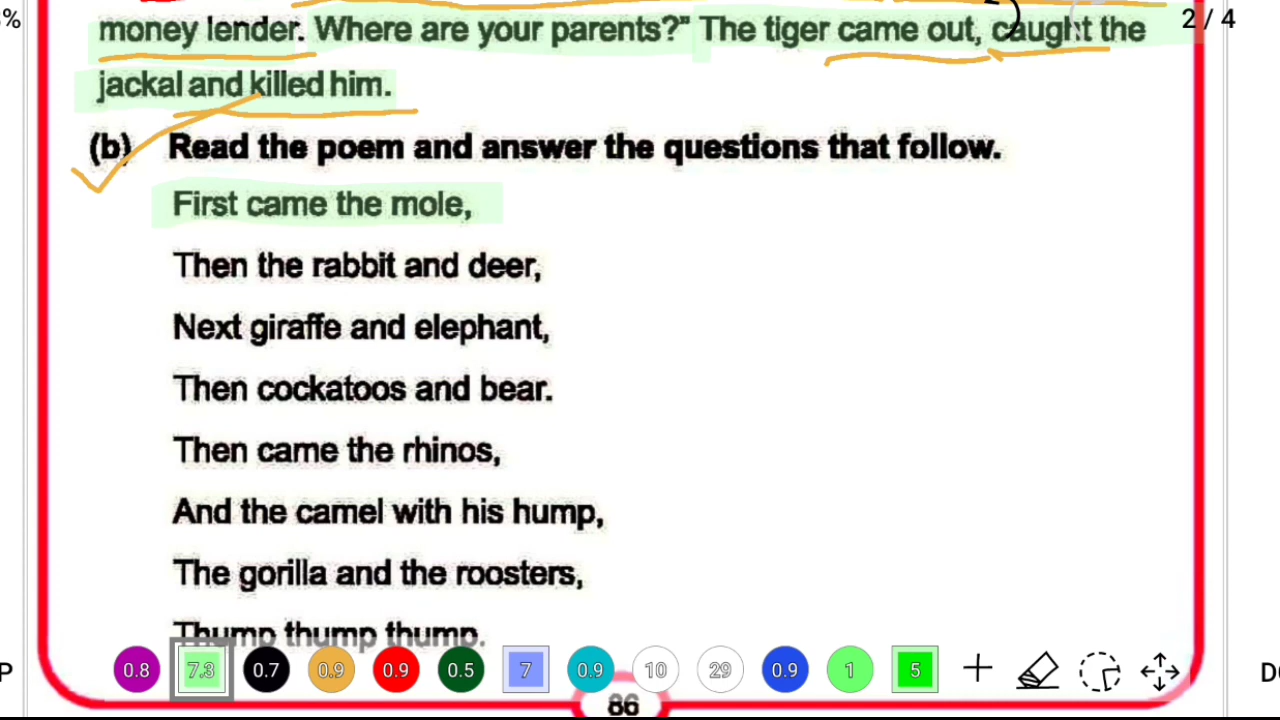 %
money lender. Where are your parents?" The tiger came out, caught the
2 / 4
jackal and killed him.
(b) Read the poem and answer the questions that follow.
First came the mole,
Then the rabbit and deer,
Next giraffe and elephant,
Then cockatoos and bear.
Then came the rhinos,
And the camel with his hump,
The gorilla and the roosters,
Thump thump thump.
P 0.8 7.3 0.7 0.9 0.9 0.5 7 0.9 10 29 0.9 1 5
86